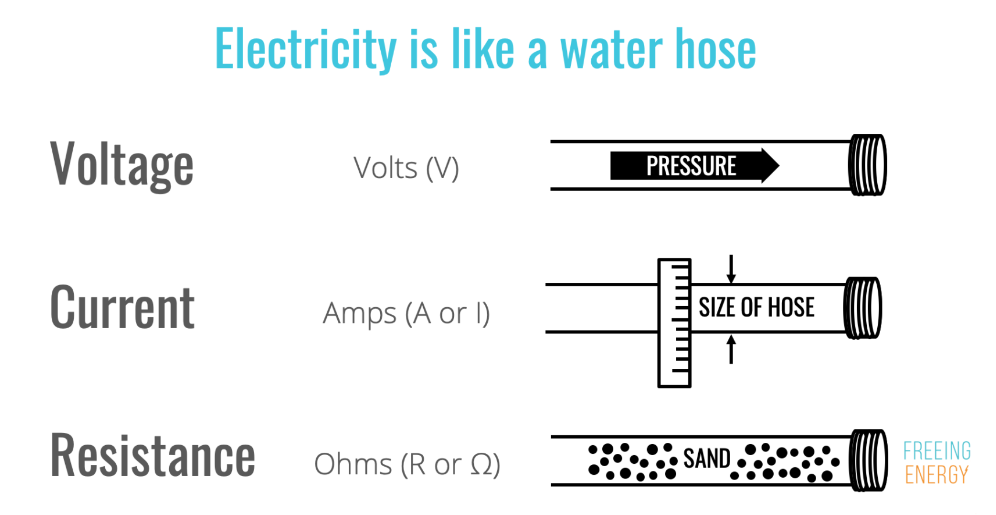 Electricity is like a water hose
Voltage
Volts (V)
PRESSURE
Current
Amps (A or I)
SIZE OF HOSE
Resistance
Ohms (R or Ω)
SAND
FREEING
ENERGY